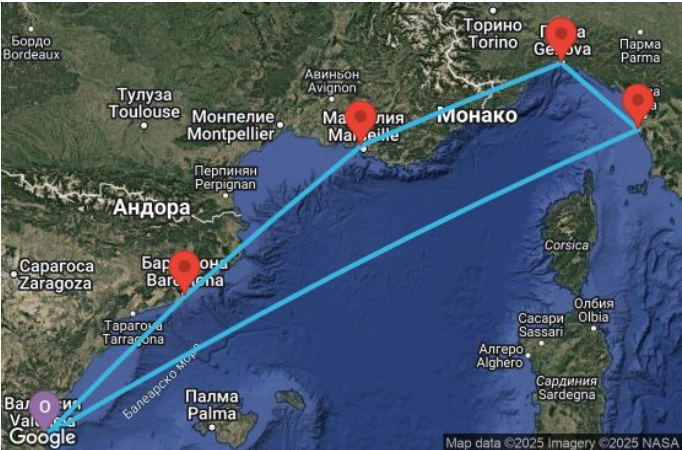 Бордо
Bordeaux
Торино
Torino
Genova
Парма
Parma
Тулуза
Toulouse
Авиньон
Avignon
Монпелие
Montpellier
Монако
Перпинян
Perpignan
Андора
Сарагоса
Zaragoza
Тарагона
Tarragona
Балеарско море
Палма
Palma
Corsica
Олбия
Olbia
Сасари
Sassari
Алгеро
Alghero
Сардиния
Sardegna
O
Google
Map data ©2025 Imagery ©2025 NASA